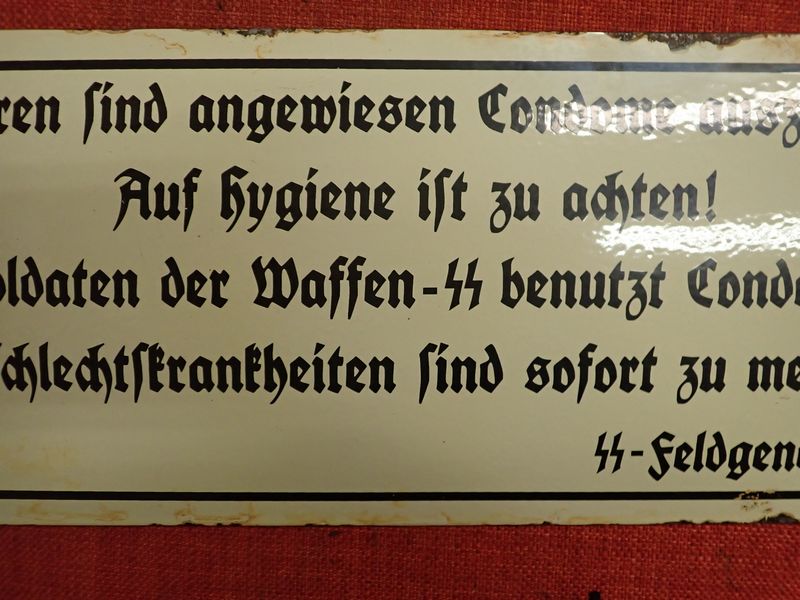 ren sind angewiesen Condome ausz
Auf Hygiene ist zu achten!
oldaten der Waffen-SS benutzt Cond
schlechtskrankheiten sind sofort zu me
SS-Feldgen